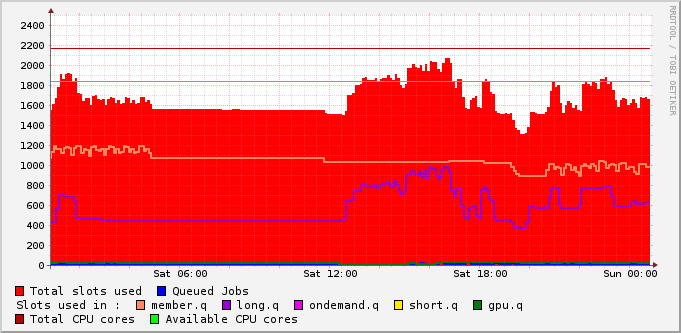 2400
2200
2000
1800
1600
1400
1200
1000
800
600
400
200
0
Sat 06:00 Sat 12:00 Sat 18:00 Sun 00:00
RRDTOOL / TOBI OETIKER
Total slots used Queued Jobs
Slots used in : member.q long.q ondemand.q short.q gpu.q
Total CPU cores Available CPU cores